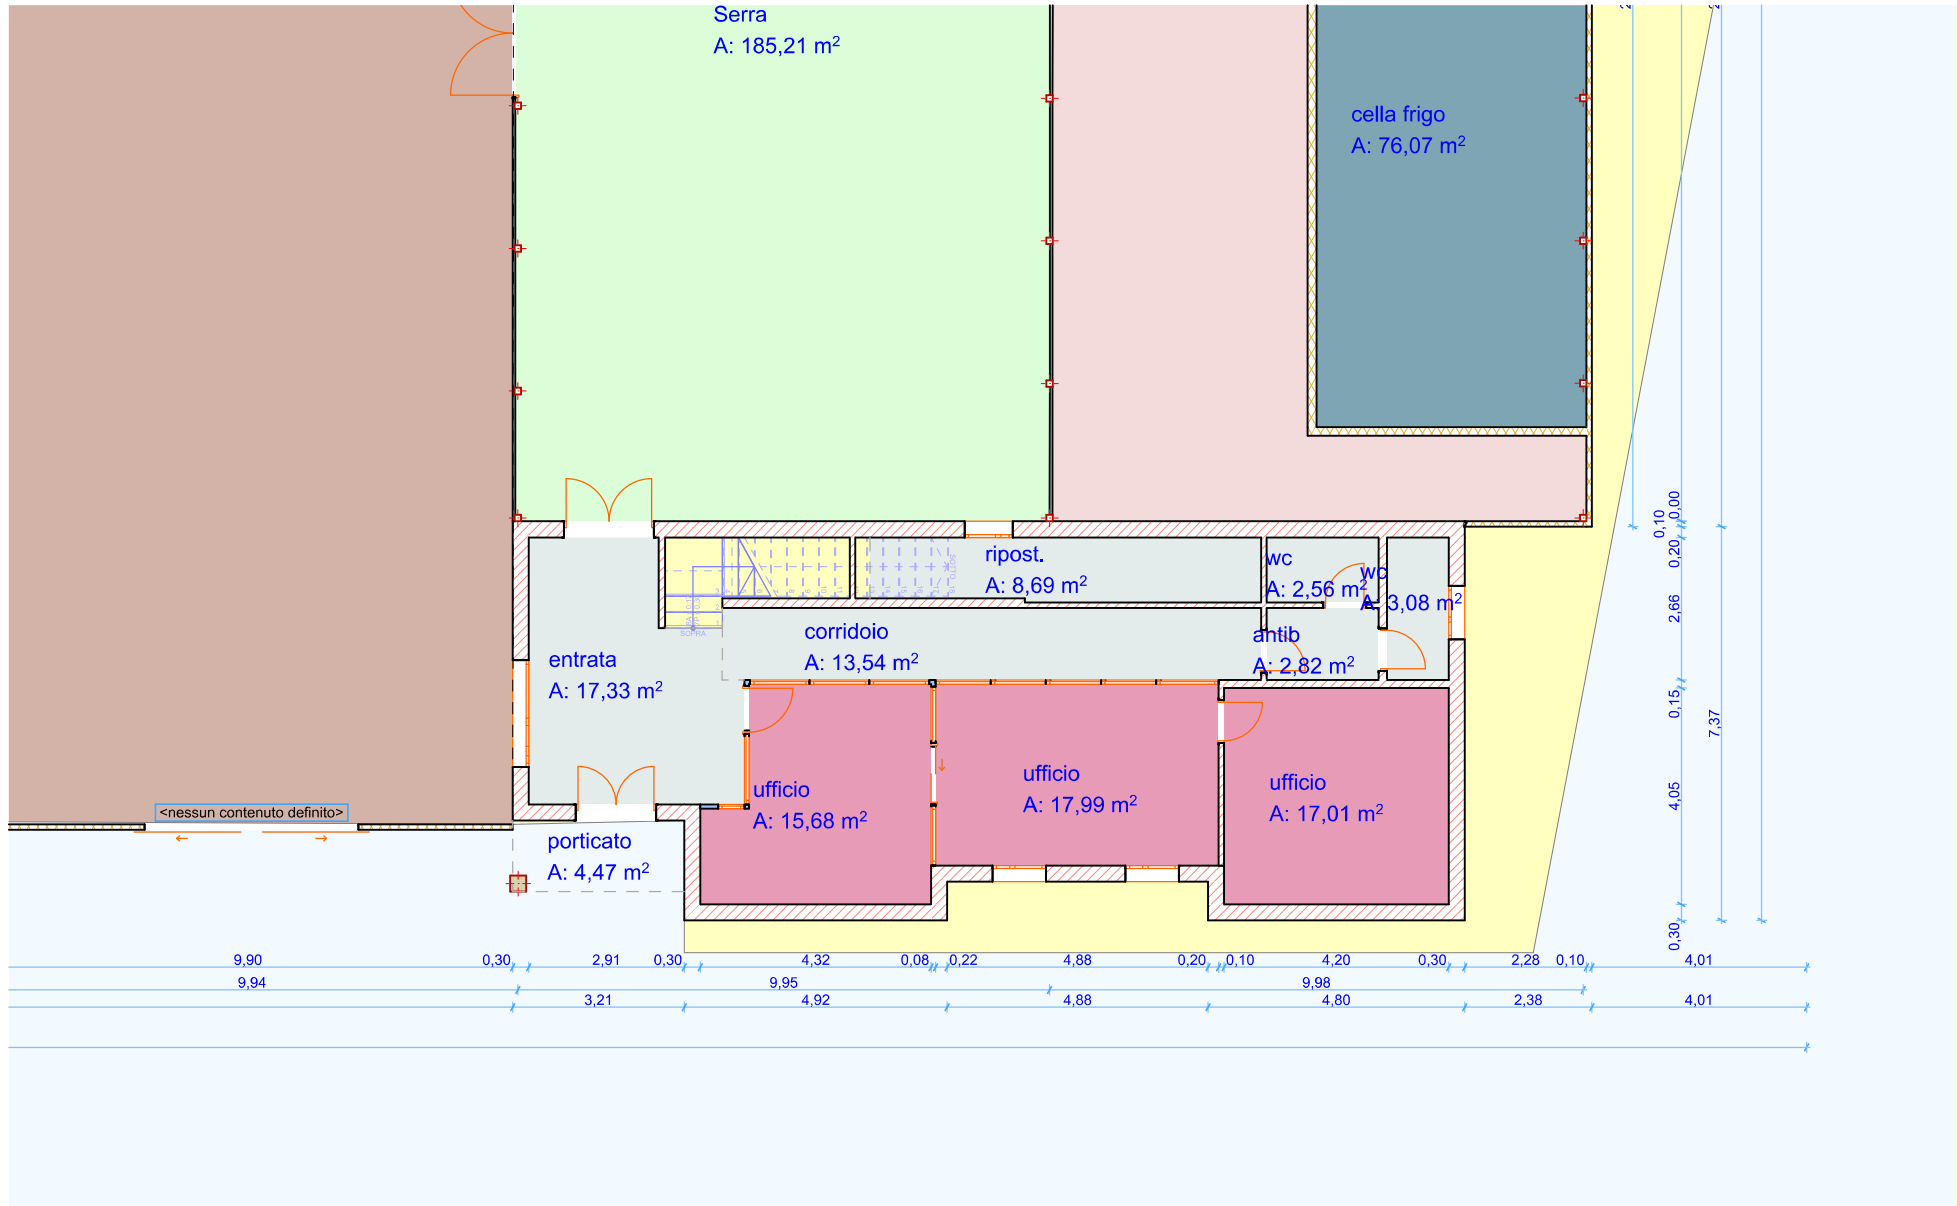 Serra
A: 185,21 m²
cella frigo
A: 76,07 m²
ripost.
A: 8,69 m²
wc
A: 2,56 m²
wc
A: 3,08 m²
corridoio
A: 13,54 m²
antib
A: 2,82 m²
entrata
A: 17,33 m²
SOPRA
SOTTO
ufficio
A: 15,68 m²
ufficio
A: 17,99 m²
ufficio
A: 17,01 m²
<nessun contenuto definito>
porticato
A: 4,47 m²
0,00
0,10
0,20
2,66
0,15
7,37
4,05
0,30
9,90 0,30 2,91 0,30 4,32 0,08 0,22 4,88 0,20 0,10 4,20 0,30 2,28 0,10 4,01
9,94 9,95 9,98
3,21 4,92 4,88 4,80 2,38 4,01